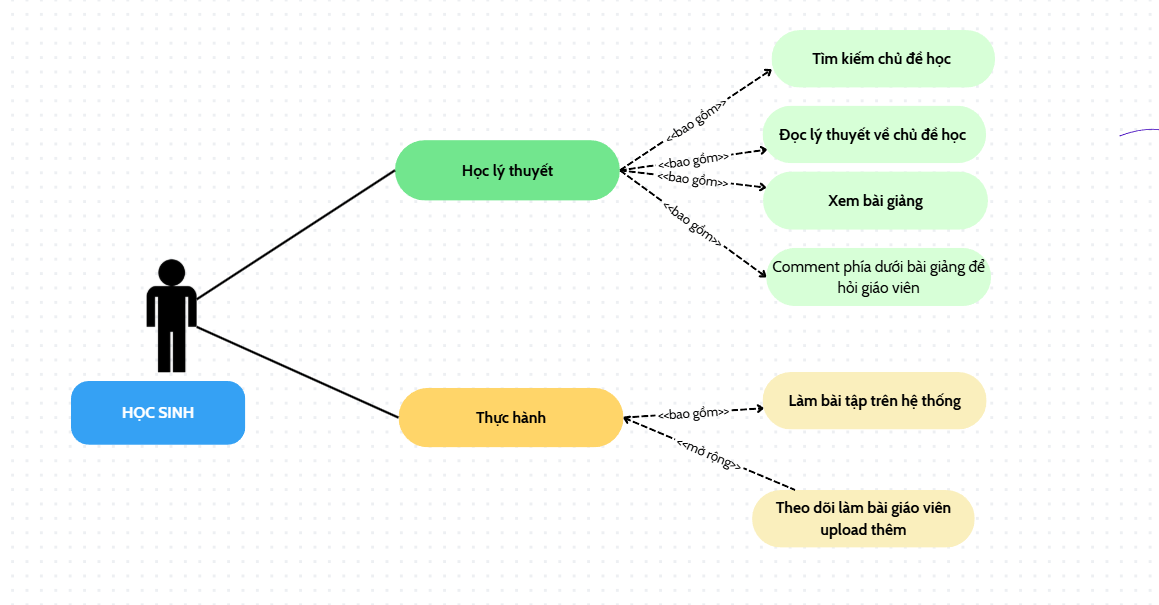 Tìm kiếm chủ đề học
<<bao gồm>>
Đọc lý thuyết về chủ đề học
Học lý thuyết
<<bao gồm>>
<<bao gồm>>
Xem bài giảng
<<bao gồm>>
Comment phía dưới bài giảng để
hỏi giáo viên
HỌC SINH
Thực hành
<<bao gồm>>
Làm bài tập trên hệ thống
<<mở rộng>>
Theo dõi làm bài giáo viên
upload thêm